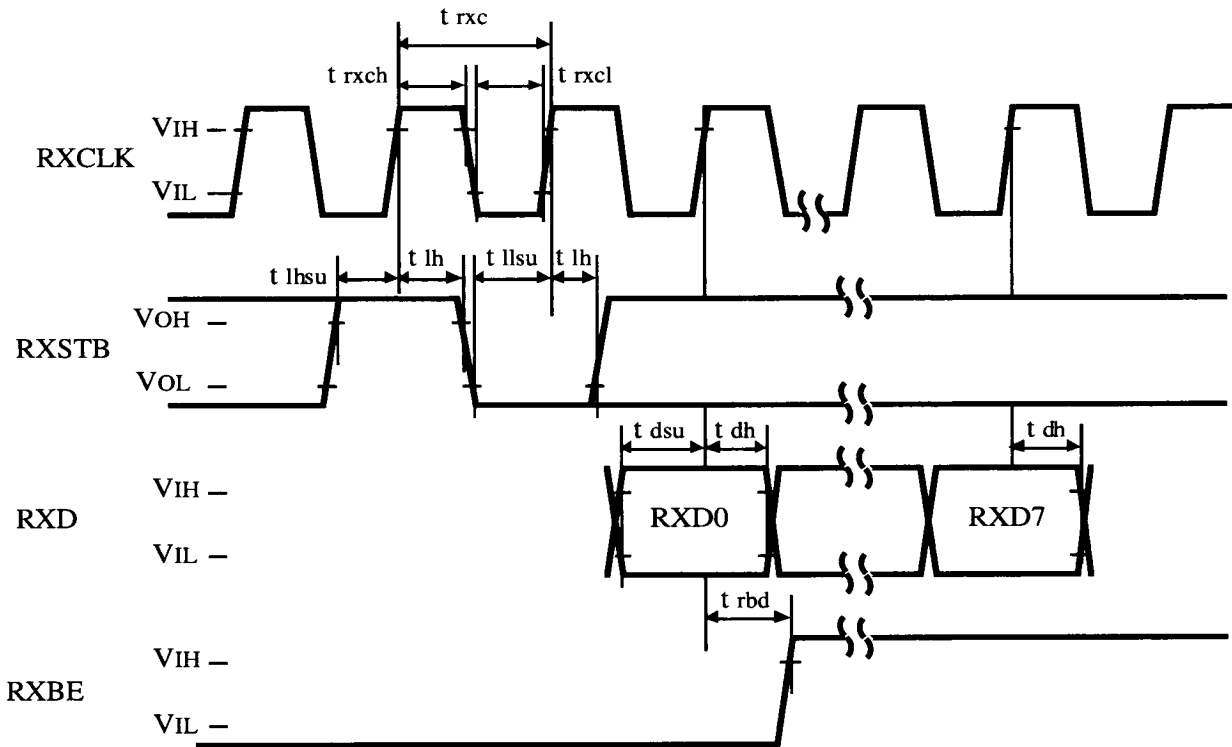 t rxc
t rxch
t rxcl
VIH
RXCLK
VIL
t lhsu
t lh
t llsu
t lh
VOH
RXSTB
VOL
t dsu
t dh
t dh
VIH
RXD
RXD0
RXD7
VIL
t rbd
VIH
RXBE
VIL